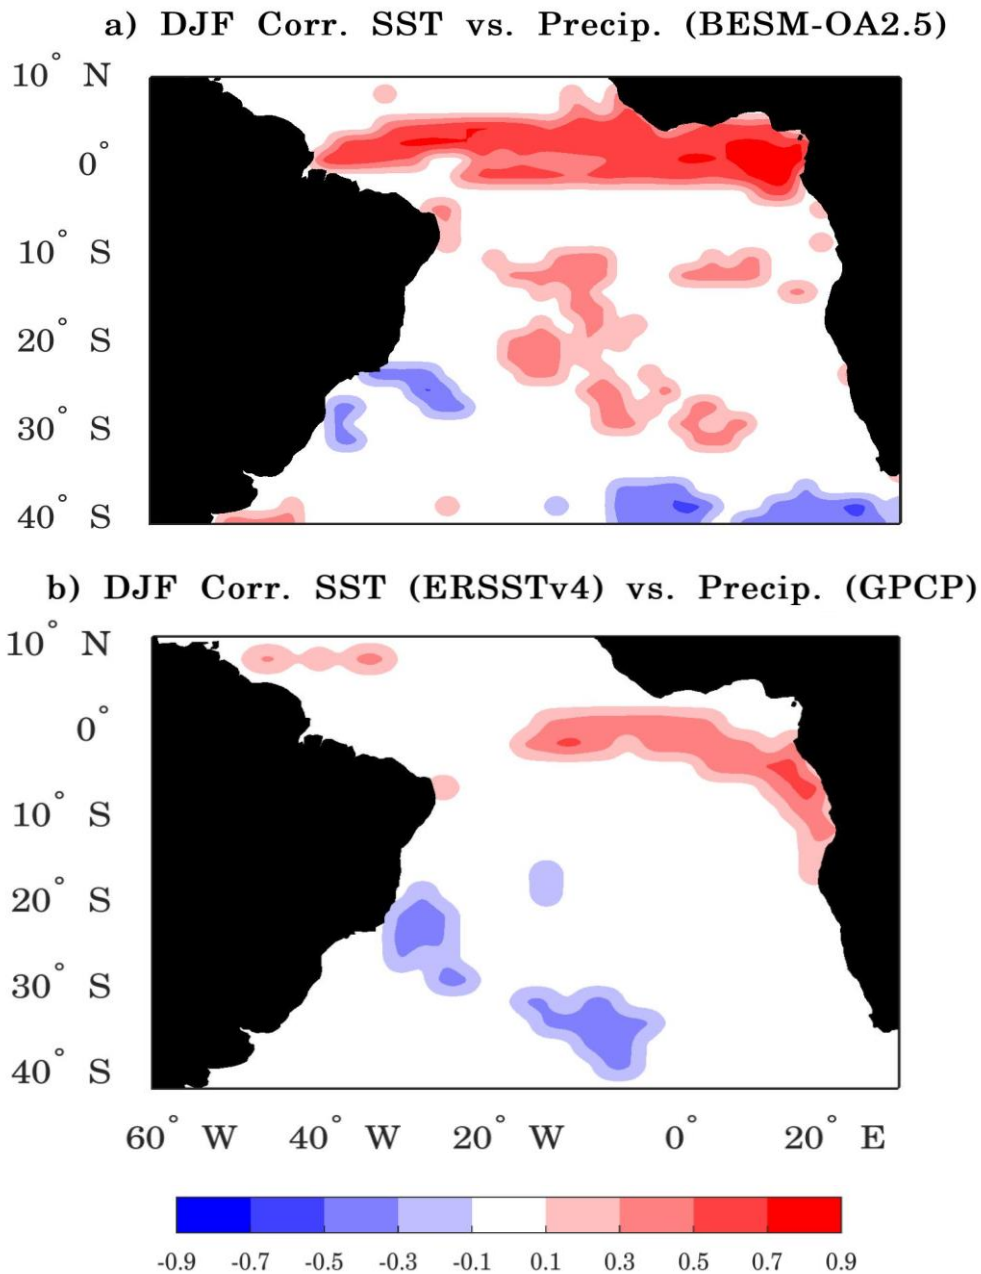 a) DJF Corr. SST vs. Precip. (BESM-OA2.5)
10° N
0°
10° S
20° S
30° S
40° S
b) DJF Corr. SST (ERSSTv4) vs. Precip. (GPCP)
10° N
0°
10° S
20° S
30° S
40° S
60° W 40° W 20° W 0° 20° E
-0.9 -0.7 -0.5 -0.3 -0.1 0.1 0.3 0.5 0.7 0.9